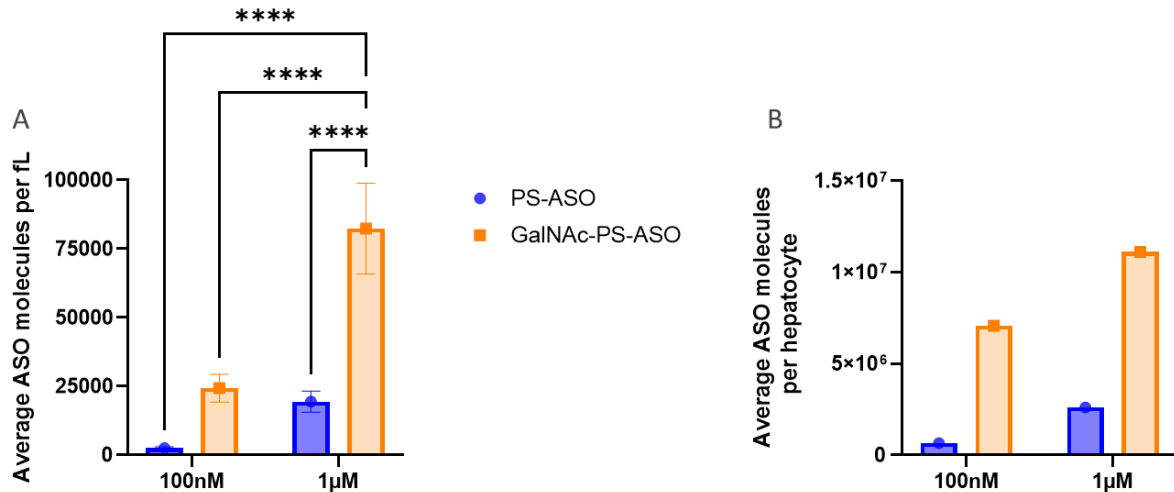 A
****
****
****
Average ASO molecules per fL
100000
75000
50000
25000
0
100nM
1µM
PS-ASO
GalNAc-PS-ASO
B
Average ASO molecules
per hepatocyte
1.5×10⁷
1×10⁷
5×10⁶
0
100nM
1µM